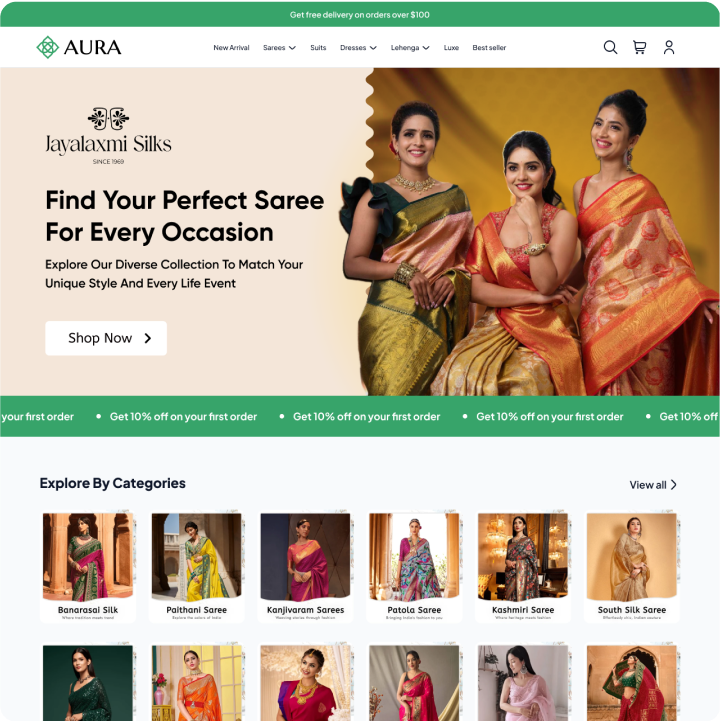 Get free delivery on orders over $100
AURA
New Arrival Sarees Suits Dresses Lehenga Luxe Best seller
Jayalaxmi Silks
SINCE 1969
Find Your Perfect Saree
For Every Occasion
Explore Our Diverse Collection To Match Your
Unique Style And Every Life Event
Shop Now
your first order • Get 10% off on your first order • Get 10% off on your first order • Get 10% off on your first order • Get 10% off
Explore By Categories
View all
Banarasal Silk
Where tradition meets trend
Paithani Saree
Explore the colors of India
Kanjivaram Sarees
Weaving stories through fashion
Patola Saree
Bringing India's fashion to you
Kashmiri Saree
Where heritage meets fashion
South Silk Saree
Effortlessly chic, Indian couture